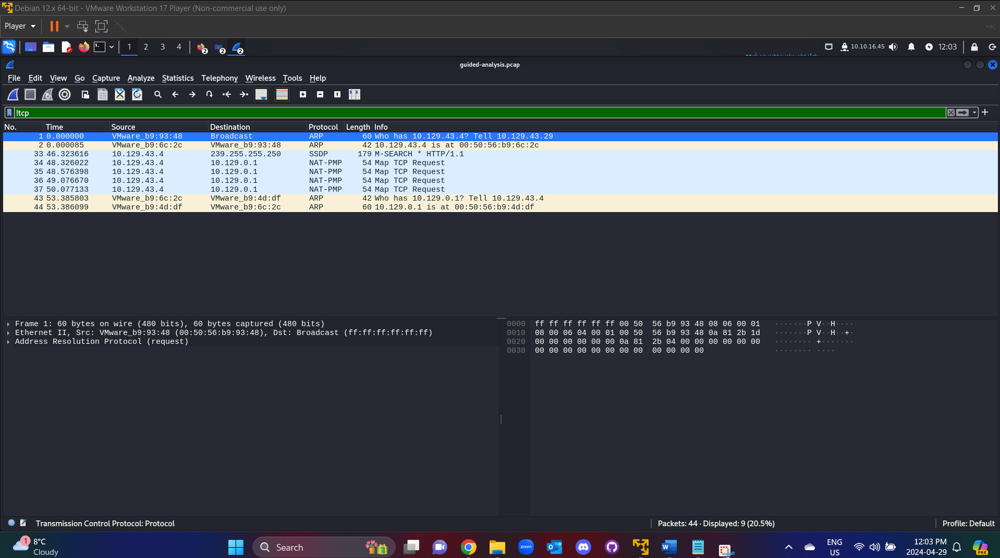 Debian 12.x 64-bit - VMware Workstation 17 Player (Non-commercial use only)
Player
1 2 3 4 2 2 2 10.10.16.45 12:03
guided-analysis.pcap
File Edit View Go Capture Analyze Statistics Telephony Wireless Tools Help
!tcp
No. Time Source Destination Protocol Length Info
1 0.000000 VMware_b9:93:48 Broadcast ARP 60 Who has 10.129.43.4? Tell 10.129.43.29
2 0.000085 VMware_b9:6c:2c VMware_b9:93:48 ARP 42 10.129.43.4 is at 00:50:56:b9:6c:2c
33 46.323616 10.129.43.4 239.255.255.250 SSDP 179 M-SEARCH * HTTP/1.1
34 48.326022 10.129.43.4 10.129.0.1 NAT-PMP 54 Map TCP Request
35 48.576398 10.129.43.4 10.129.0.1 NAT-PMP 54 Map TCP Request
36 49.076670 10.129.43.4 10.129.0.1 NAT-PMP 54 Map TCP Request
37 50.077133 10.129.43.4 10.129.0.1 NAT-PMP 54 Map TCP Request
43 53.385803 VMware_b9:6c:2c VMware_b9:4d:df ARP 42 Who has 10.129.0.1? Tell 10.129.43.4
44 53.386099 VMware_b9:4d:df VMware_b9:6c:2c ARP 60 10.129.0.1 is at 00:50:56:b9:4d:df
Frame 1: 60 bytes on wire (480 bits), 60 bytes captured (480 bits)
Ethernet II, Src: VMware_b9:93:48 (00:50:56:b9:93:48), Dst: Broadcast (ff:ff:ff:ff:ff:ff)
Address Resolution Protocol (request)
0000 ff ff ff ff ff ff 00 50 56 b9 93 48 08 06 00 01 ·······P V··H····
0010 08 00 06 04 00 01 00 50 56 b9 93 48 0a 81 2b 1d ·······P V··H··+·
0020 00 00 00 00 00 00 0a 81 2b 04 00 00 00 00 00 00 ········ +·······
0030 00 00 00 00 00 00 00 00 00 00 00 00 ········ ····
Transmission Control Protocol: Protocol
Packets: 44 · Displayed: 9 (20.5%)
Profile: Default
1
8°C
Cloudy
Search
zoom
ENG
US
12:03 PM
2024-04-29
PRE